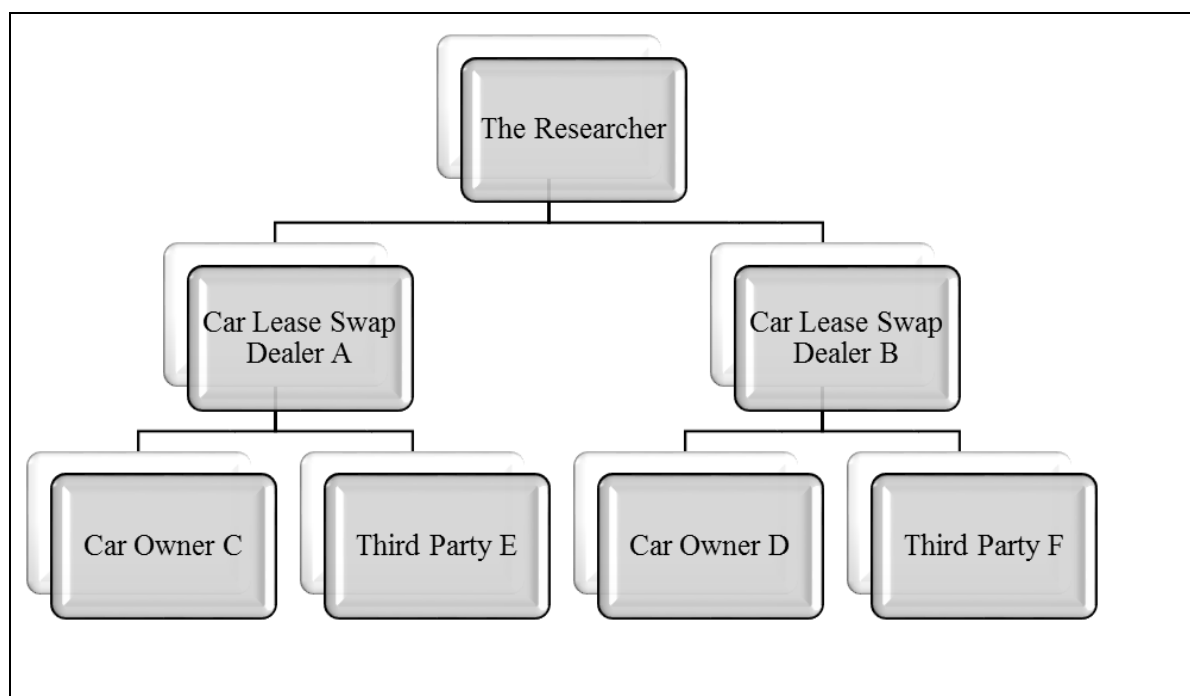 The Researcher
Car Lease Swap
Dealer A
Car Lease Swap
Dealer B
Car Owner C
Third Party E
Car Owner D
Third Party F